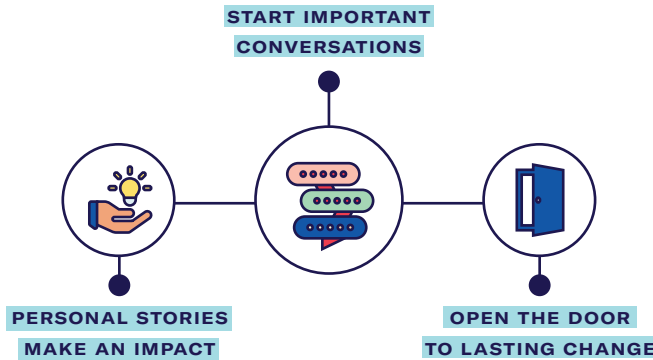 START IMPORTANT
CONVERSATIONS
PERSONAL STORIES
MAKE AN IMPACT
OPEN THE DOOR
TO LASTING CHANGE